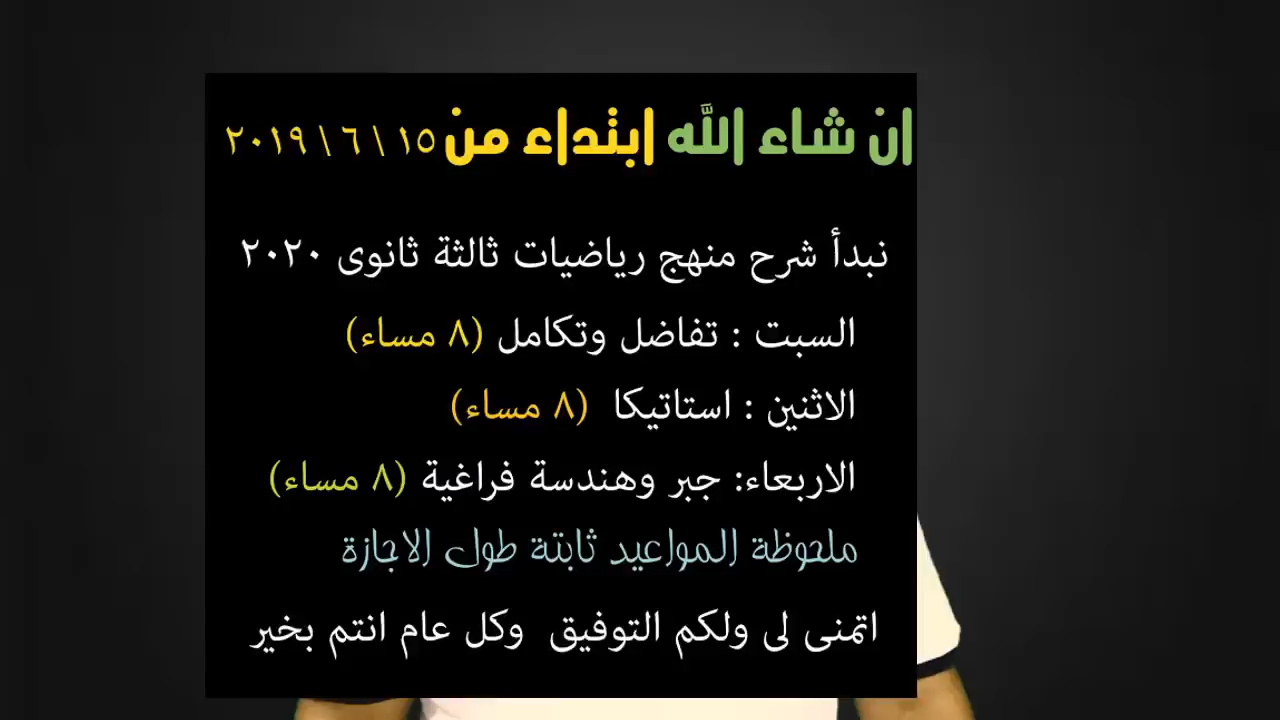 ان شاء الله ابتداء من ١٥ \ ٦ \ ٢٠١٩
نبدأ شرح منهج رياضيات ثالثة ثانوى ٢٠٢٠
السبت : تفاضل وتكامل (٨ مساء)
الاثنين : استاتيكا (٨ مساء)
الاربعاء: جبر وهندسة فراغية (٨ مساء)
ملحوظة المواعيد ثابتة طول الاجازة
اتمنى لى ولكم التوفيق وكل عام انتم بخير